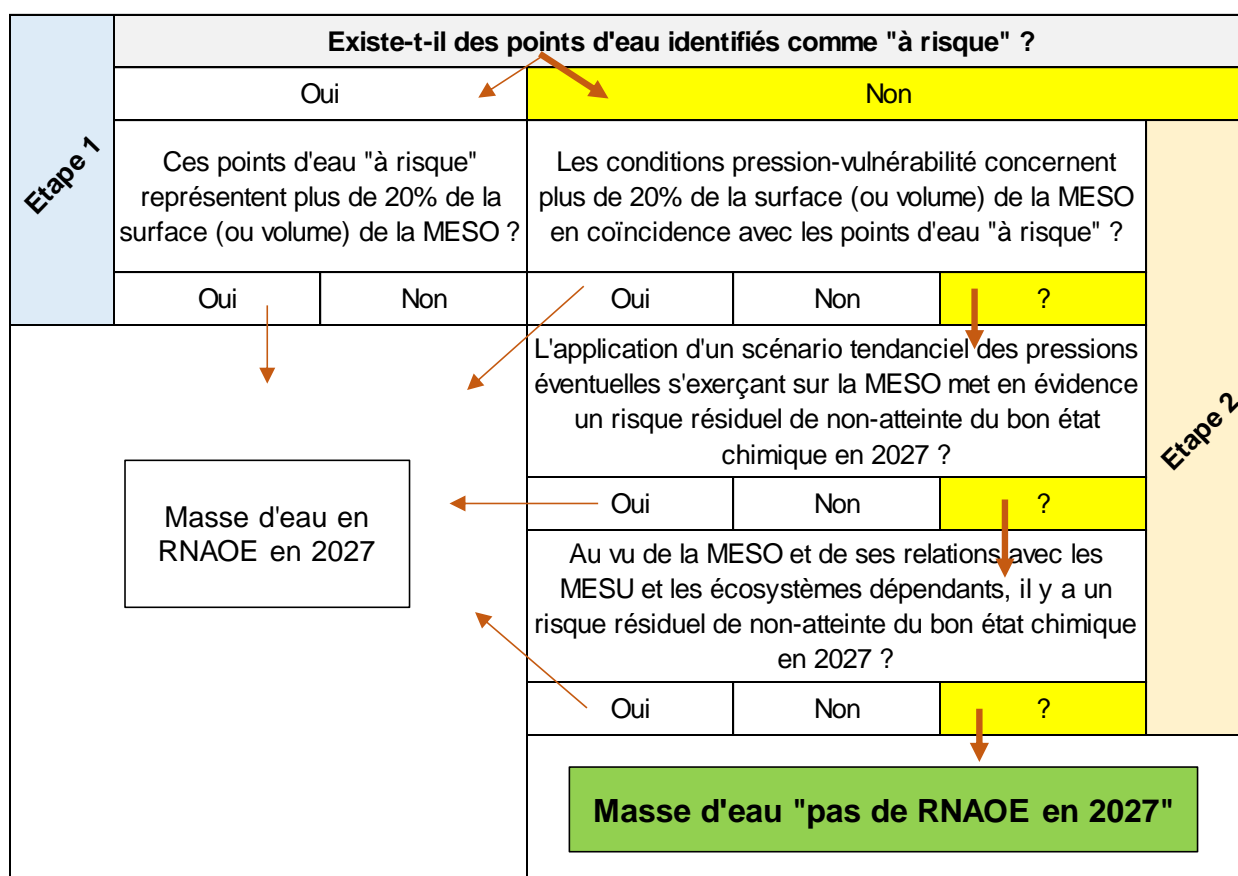 Existe-t-il des points d'eau identifiés comme "à risque" ?
Oui
Non
Etape 1
Ces points d'eau "à risque"
représentent plus de 20% de la
surface (ou volume) de la MESO ?
Les conditions pression-vulnérabilité concernent
plus de 20% de la surface (ou volume) de la MESO
en coïncidence avec les points d'eau "à risque" ?
Oui
Non
Oui
Non
?
L'application d'un scénario tendanciel des pressions
éventuelles s'exerçant sur la MESO met en évidence
un risque résiduel de non-atteinte du bon état
chimique en 2027 ?
Etape 2
Oui
Non
?
Masse d'eau en
RNAOE en 2027
Au vu de la MESO et de ses relations avec les
MESU et les écosystèmes dépendants, il y a un
risque résiduel de non-atteinte du bon état chimique
en 2027 ?
Oui
Non
?
Masse d'eau "pas de RNAOE en 2027"